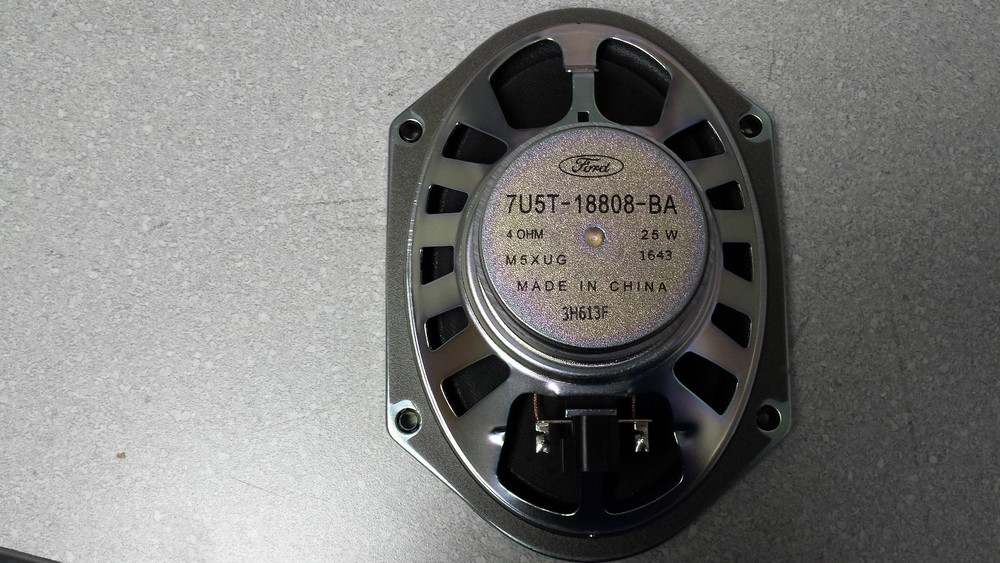 Ford
7U5T-18808-BA
4 OHM 25 W
M5XUG 1643
MADE IN CHINA
3H613F